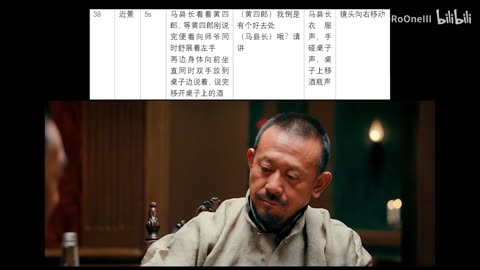 38
近景
5s
马县长看着黄四
郎、等黄四郎刚说
完便看向师爷同
时舒展着左手
再边身体向前坐
直同时双手放到
桌子边说着，说完
移开桌子上的酒
（黄四郎）我倒是
有个好去处
（马县长）哦？请
讲
马县长
衣服
声，手
碰桌子
声，桌
子上移
酒瓶声
镜头向右移动
RoOneIII bilibili